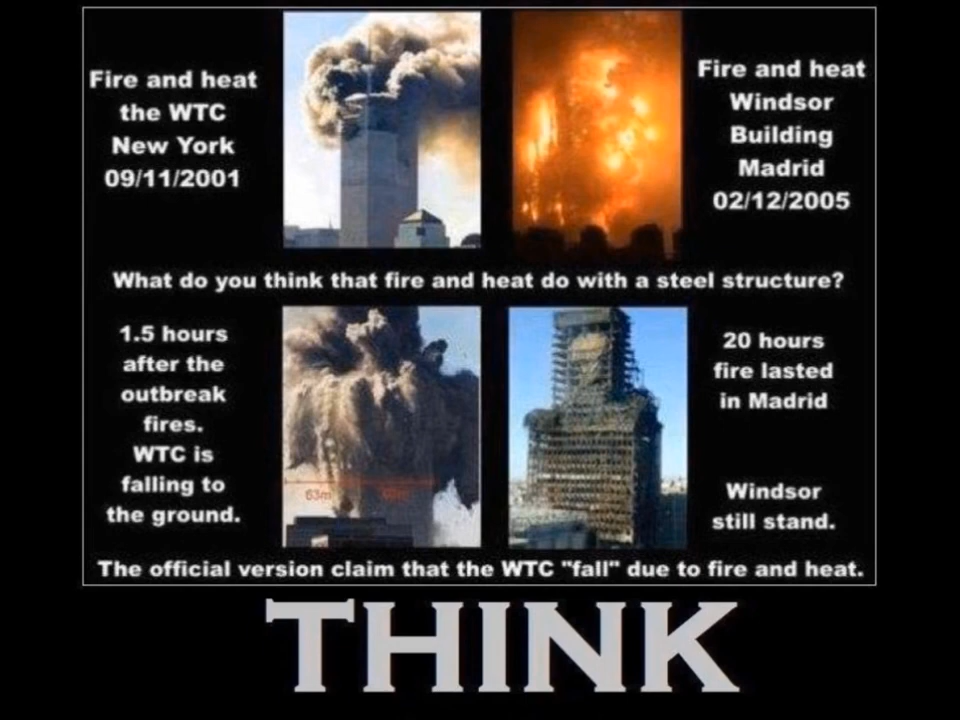 Fire and heat
the WTC
New York
09/11/2001
Fire and heat
Windsor
Building
Madrid
02/12/2005
What do you think that fire and heat do with a steel structure?
1.5 hours
after the
outbreak
fires.
WTC is
falling to
the ground.
63m
20 hours
fire lasted
in Madrid
Windsor
still stand.
The official version claim that the WTC "fall" due to fire and heat.
THINK